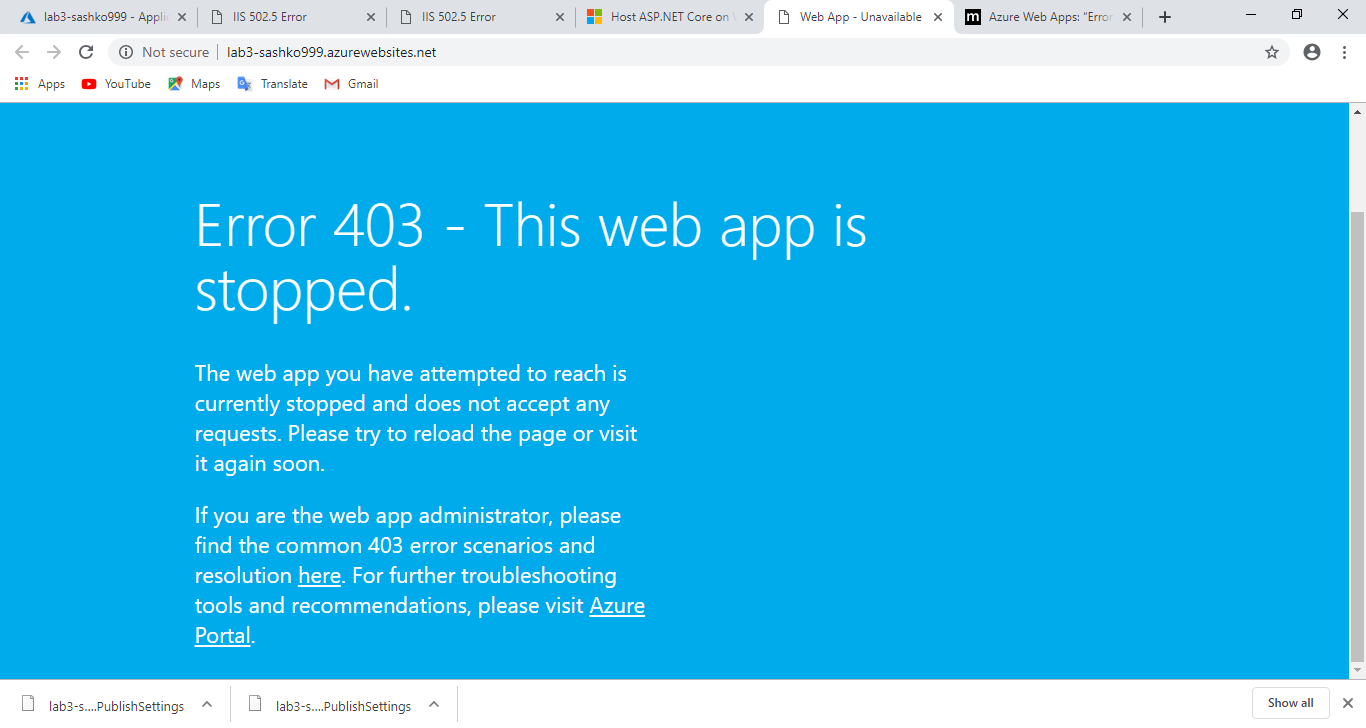 lab3-sashko999 - Applic
IIS 502.5 Error
IIS 502.5 Error
Host ASP.NET Core on
Web App - Unavailable
m
Azure Web Apps: "Error
Not secure
lab3-sashko999.azurewebsites.net
Apps
YouTube
Maps
Translate
Gmail
Error 403 - This web app is
stopped.
The web app you have attempted to reach is
currently stopped and does not accept any
requests. Please try to reload the page or visit
it again soon.
If you are the web app administrator, please
find the common 403 error scenarios and
resolution here. For further troubleshooting
tools and recommendations, please visit Azure
Portal.
lab3-s....PublishSettings
lab3-s....PublishSettings
Show all